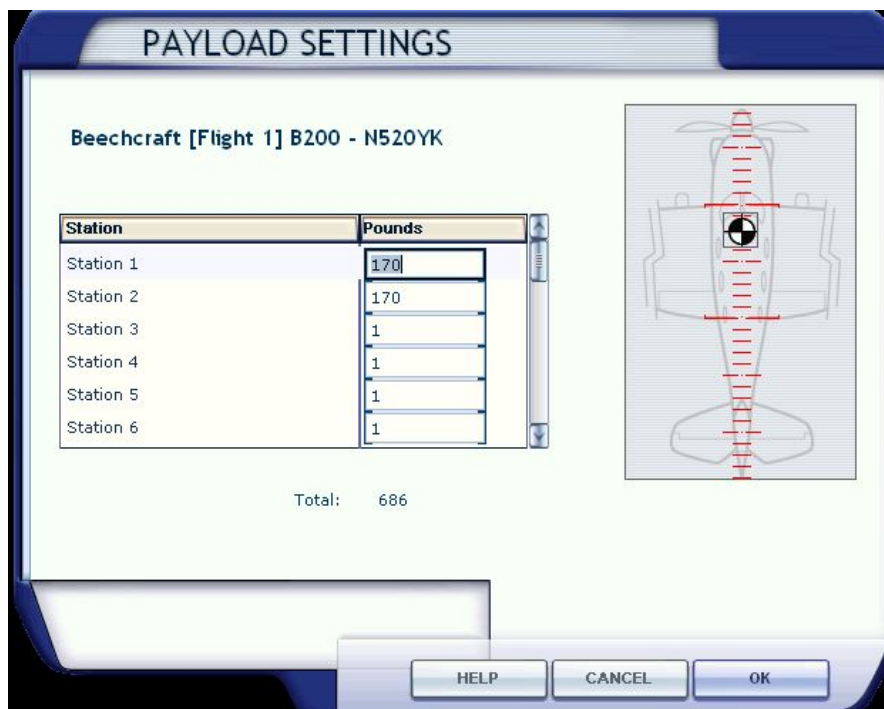 PAYLOAD SETTINGS
Beechcraft [Flight 1] B200 - N520YK
Station Pounds
Station 1 170
Station 2 170
Station 3 1
Station 4 1
Station 5 1
Station 6 1
Total: 686
HELP CANCEL OK